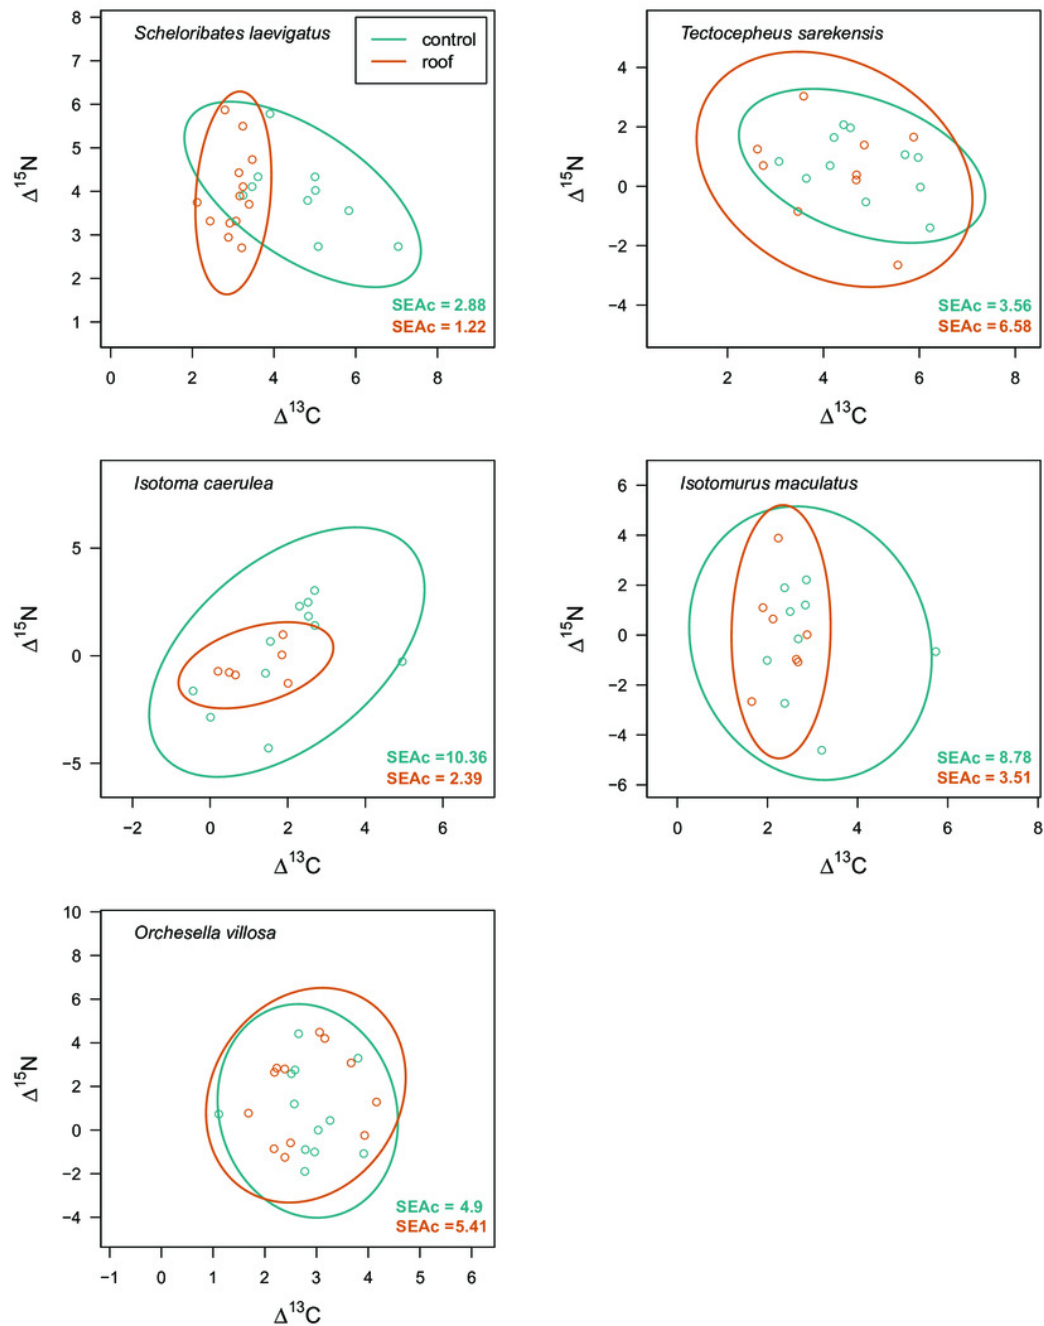 Scheloribates laevigatus
control
roof
8
7
6
5
4
3
2
1
Δ15N
SEAc = 2.88
SEAc = 1.22
0 2 4 6 8
Δ13C
Tectocepheus sarekensis
4
2
0
−2
−4
Δ15N
SEAc = 3.56
SEAc = 6.58
2 4 6 8
Δ13C
Isotoma caerulea
5
0
−5
Δ15N
SEAc =10.36
SEAc = 2.39
−2 0 2 4 6
Δ13C
Isotomurus maculatus
6
4
2
0
−2
−4
−6
Δ15N
SEAc = 8.78
SEAc = 3.51
0 2 4 6 8
Δ13C
Orchesella villosa
10
8
6
4
2
0
−2
−4
Δ15N
SEAc = 4.9
SEAc =5.41
−1 0 1 2 3 4 5 6
Δ13C